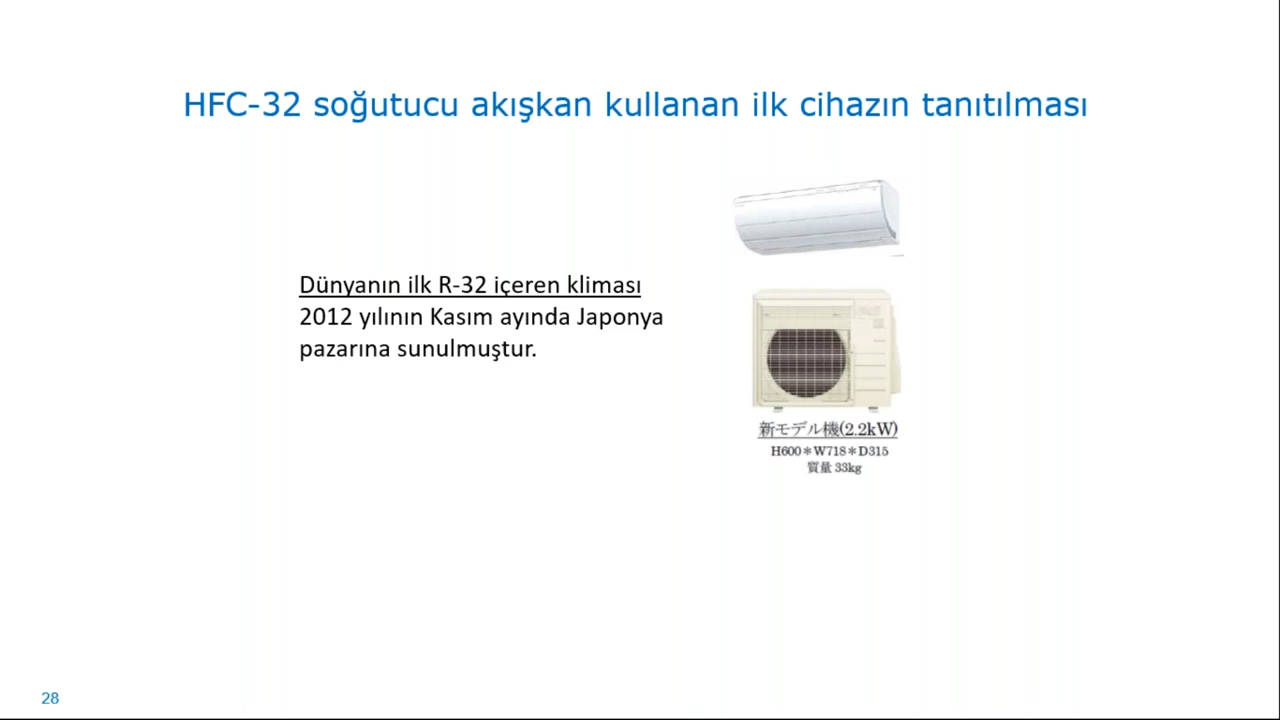 HFC-32 soğutucu akışkan kullanan ilk cihazın tanıtılması
Dünyanın ilk R-32 içeren kliması
2012 yılının Kasım ayında Japonya
pazarına sunulmuştur.
新モデル機(2.2kW)
H600＊W718＊D315
質量 33kg
28